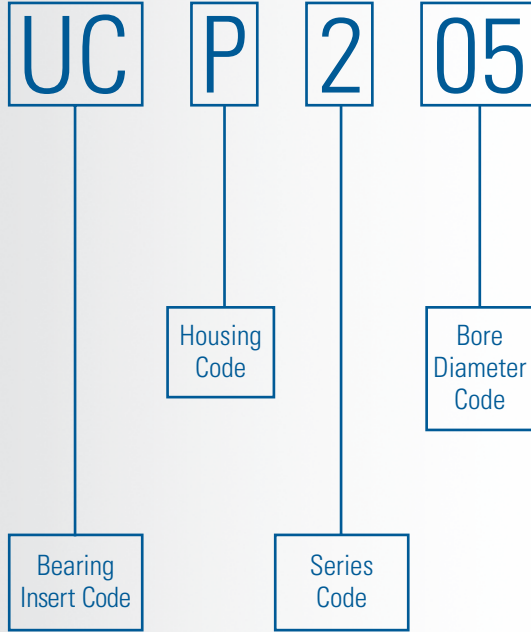 UC P 2 05
Housing
Code
Bore
Diameter
Code
Bearing
Insert Code
Series
Code